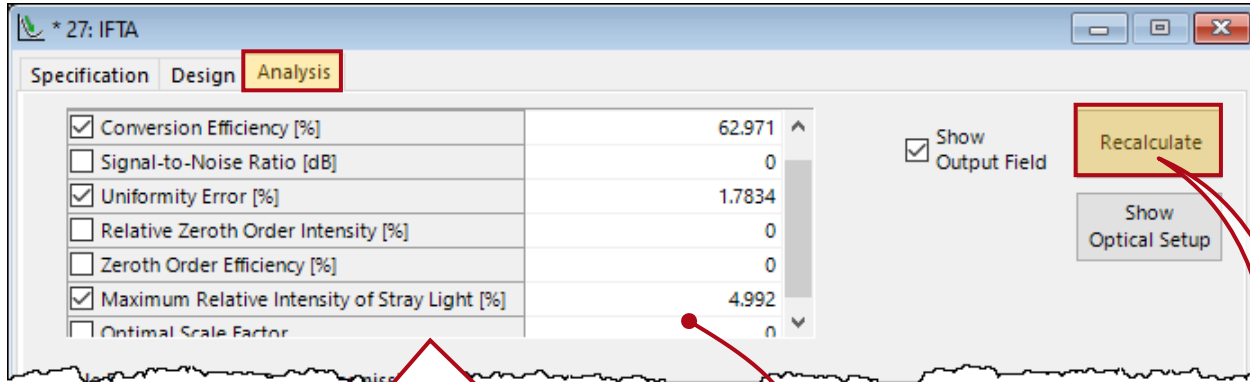 * 27: IFTA
Specification Design Analysis
Conversion Efficiency [%] 62.971
Signal-to-Noise Ratio [dB] 0
Uniformity Error [%] 1.7834
Relative Zeroth Order Intensity [%] 0
Zeroth Order Efficiency [%] 0
Maximum Relative Intensity of Stray Light [%] 4.992
Optimal Scale Factor 0
Show
Output Field
Recalculate
Show
Optical Setup